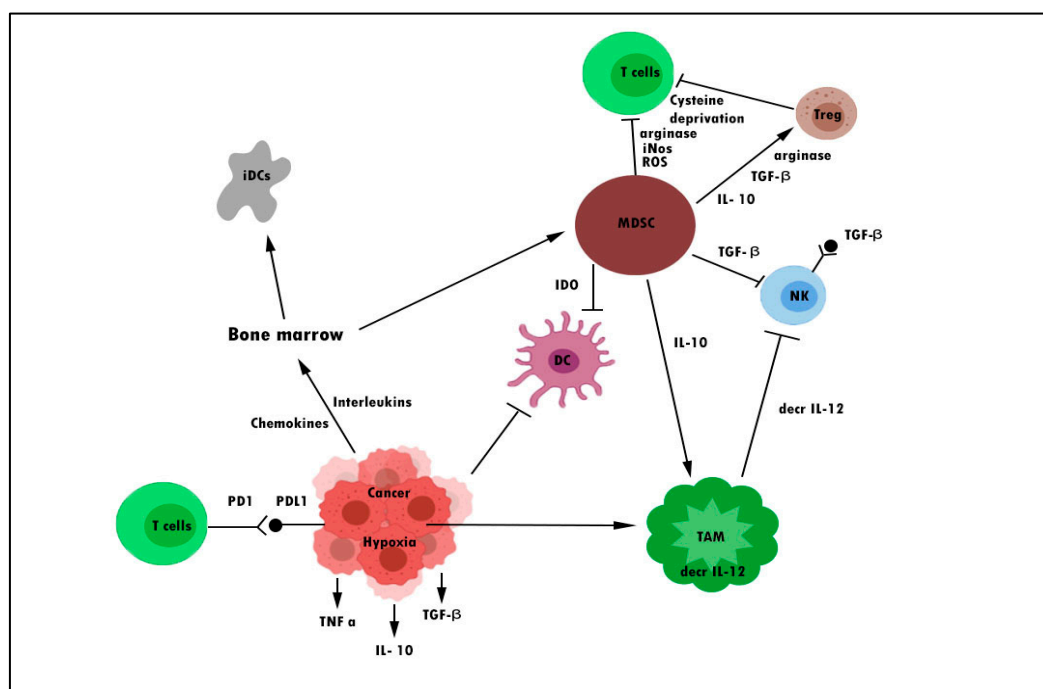 T cells
Cysteine
deprivation
Treg
arginase
iNos
ROS
arginase
TGF-β
IL- 10
iDCs
MDSC
TGF- β
TGF-β
NK
IDO
Bone marrow
DC
IL-10
Interleukins
Chemokines
decr IL-12
PD1
PDL1
Cancer
T cells
Hypoxia
TAM
decr IL-12
TNF α
TGF-β
IL- 10